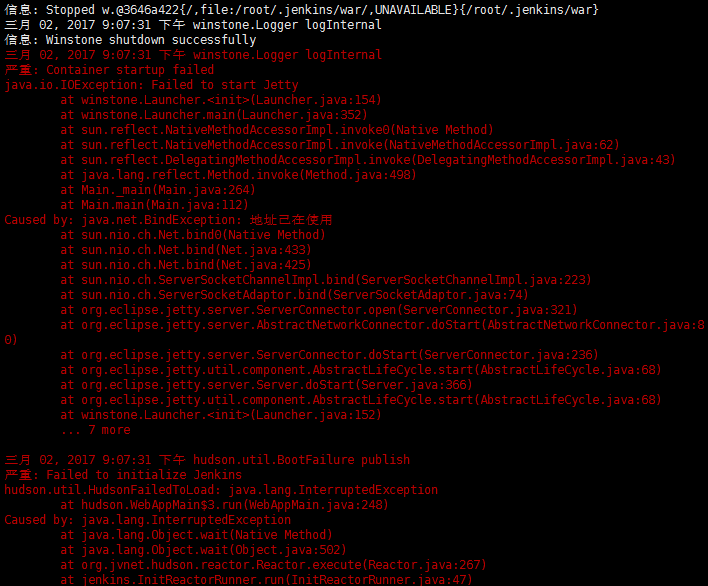 信息: Stopped w.@3646a422{/,file:/root/.jenkins/war/,UNAVAILABLE}{/root/.jenkins/war}
三月 02, 2017 9:07:31 下午 winstone.Logger logInternal
信息: Winstone shutdown successfully
三月 02, 2017 9:07:31 下午 winstone.Logger logInternal
严重: Container startup failed
java.io.IOException: Failed to start Jetty
at winstone.Launcher.<init>(Launcher.java:154)
at winstone.Launcher.main(Launcher.java:352)
at sun.reflect.NativeMethodAccessorImpl.invoke0(Native Method)
at sun.reflect.NativeMethodAccessorImpl.invoke(NativeMethodAccessorImpl.java:62)
at sun.reflect.DelegatingMethodAccessorImpl.invoke(DelegatingMethodAccessorImpl.java:43)
at java.lang.reflect.Method.invoke(Method.java:498)
at Main._main(Main.java:264)
at Main.main(Main.java:112)
Caused by: java.net.BindException: 地址已在使用
at sun.nio.ch.Net.bind0(Native Method)
at sun.nio.ch.Net.bind(Net.java:433)
at sun.nio.ch.Net.bind(Net.java:425)
at sun.nio.ch.ServerSocketChannelImpl.bind(ServerSocketChannelImpl.java:223)
at sun.nio.ch.ServerSocketAdaptor.bind(ServerSocketAdaptor.java:74)
at org.eclipse.jetty.server.ServerConnector.open(ServerConnector.java:321)
at org.eclipse.jetty.server.AbstractNetworkConnector.doStart(AbstractNetworkConnector.java:8
0)
at org.eclipse.jetty.server.ServerConnector.doStart(ServerConnector.java:236)
at org.eclipse.jetty.util.component.AbstractLifeCycle.start(AbstractLifeCycle.java:68)
at org.eclipse.jetty.server.Server.doStart(Server.java:366)
at org.eclipse.jetty.util.component.AbstractLifeCycle.start(AbstractLifeCycle.java:68)
at winstone.Launcher.<init>(Launcher.java:152)
... 7 more
三月 02, 2017 9:07:31 下午 hudson.util.BootFailure publish
严重: Failed to initialize Jenkins
hudson.util.HudsonFailedToLoad: java.lang.InterruptedException
at hudson.WebAppMain$3.run(WebAppMain.java:248)
Caused by: java.lang.InterruptedException
at java.lang.Object.wait(Native Method)
at java.lang.Object.wait(Object.java:502)
at org.jvnet.hudson.reactor.Reactor.execute(Reactor.java:267)
at jenkins.InitReactorRunner.run(InitReactorRunner.java:47)